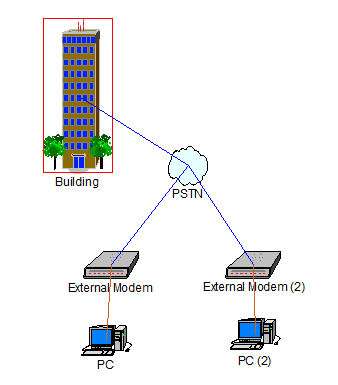 Building
PSTN
External Modem
External Modem (2)
PC
PC (2)